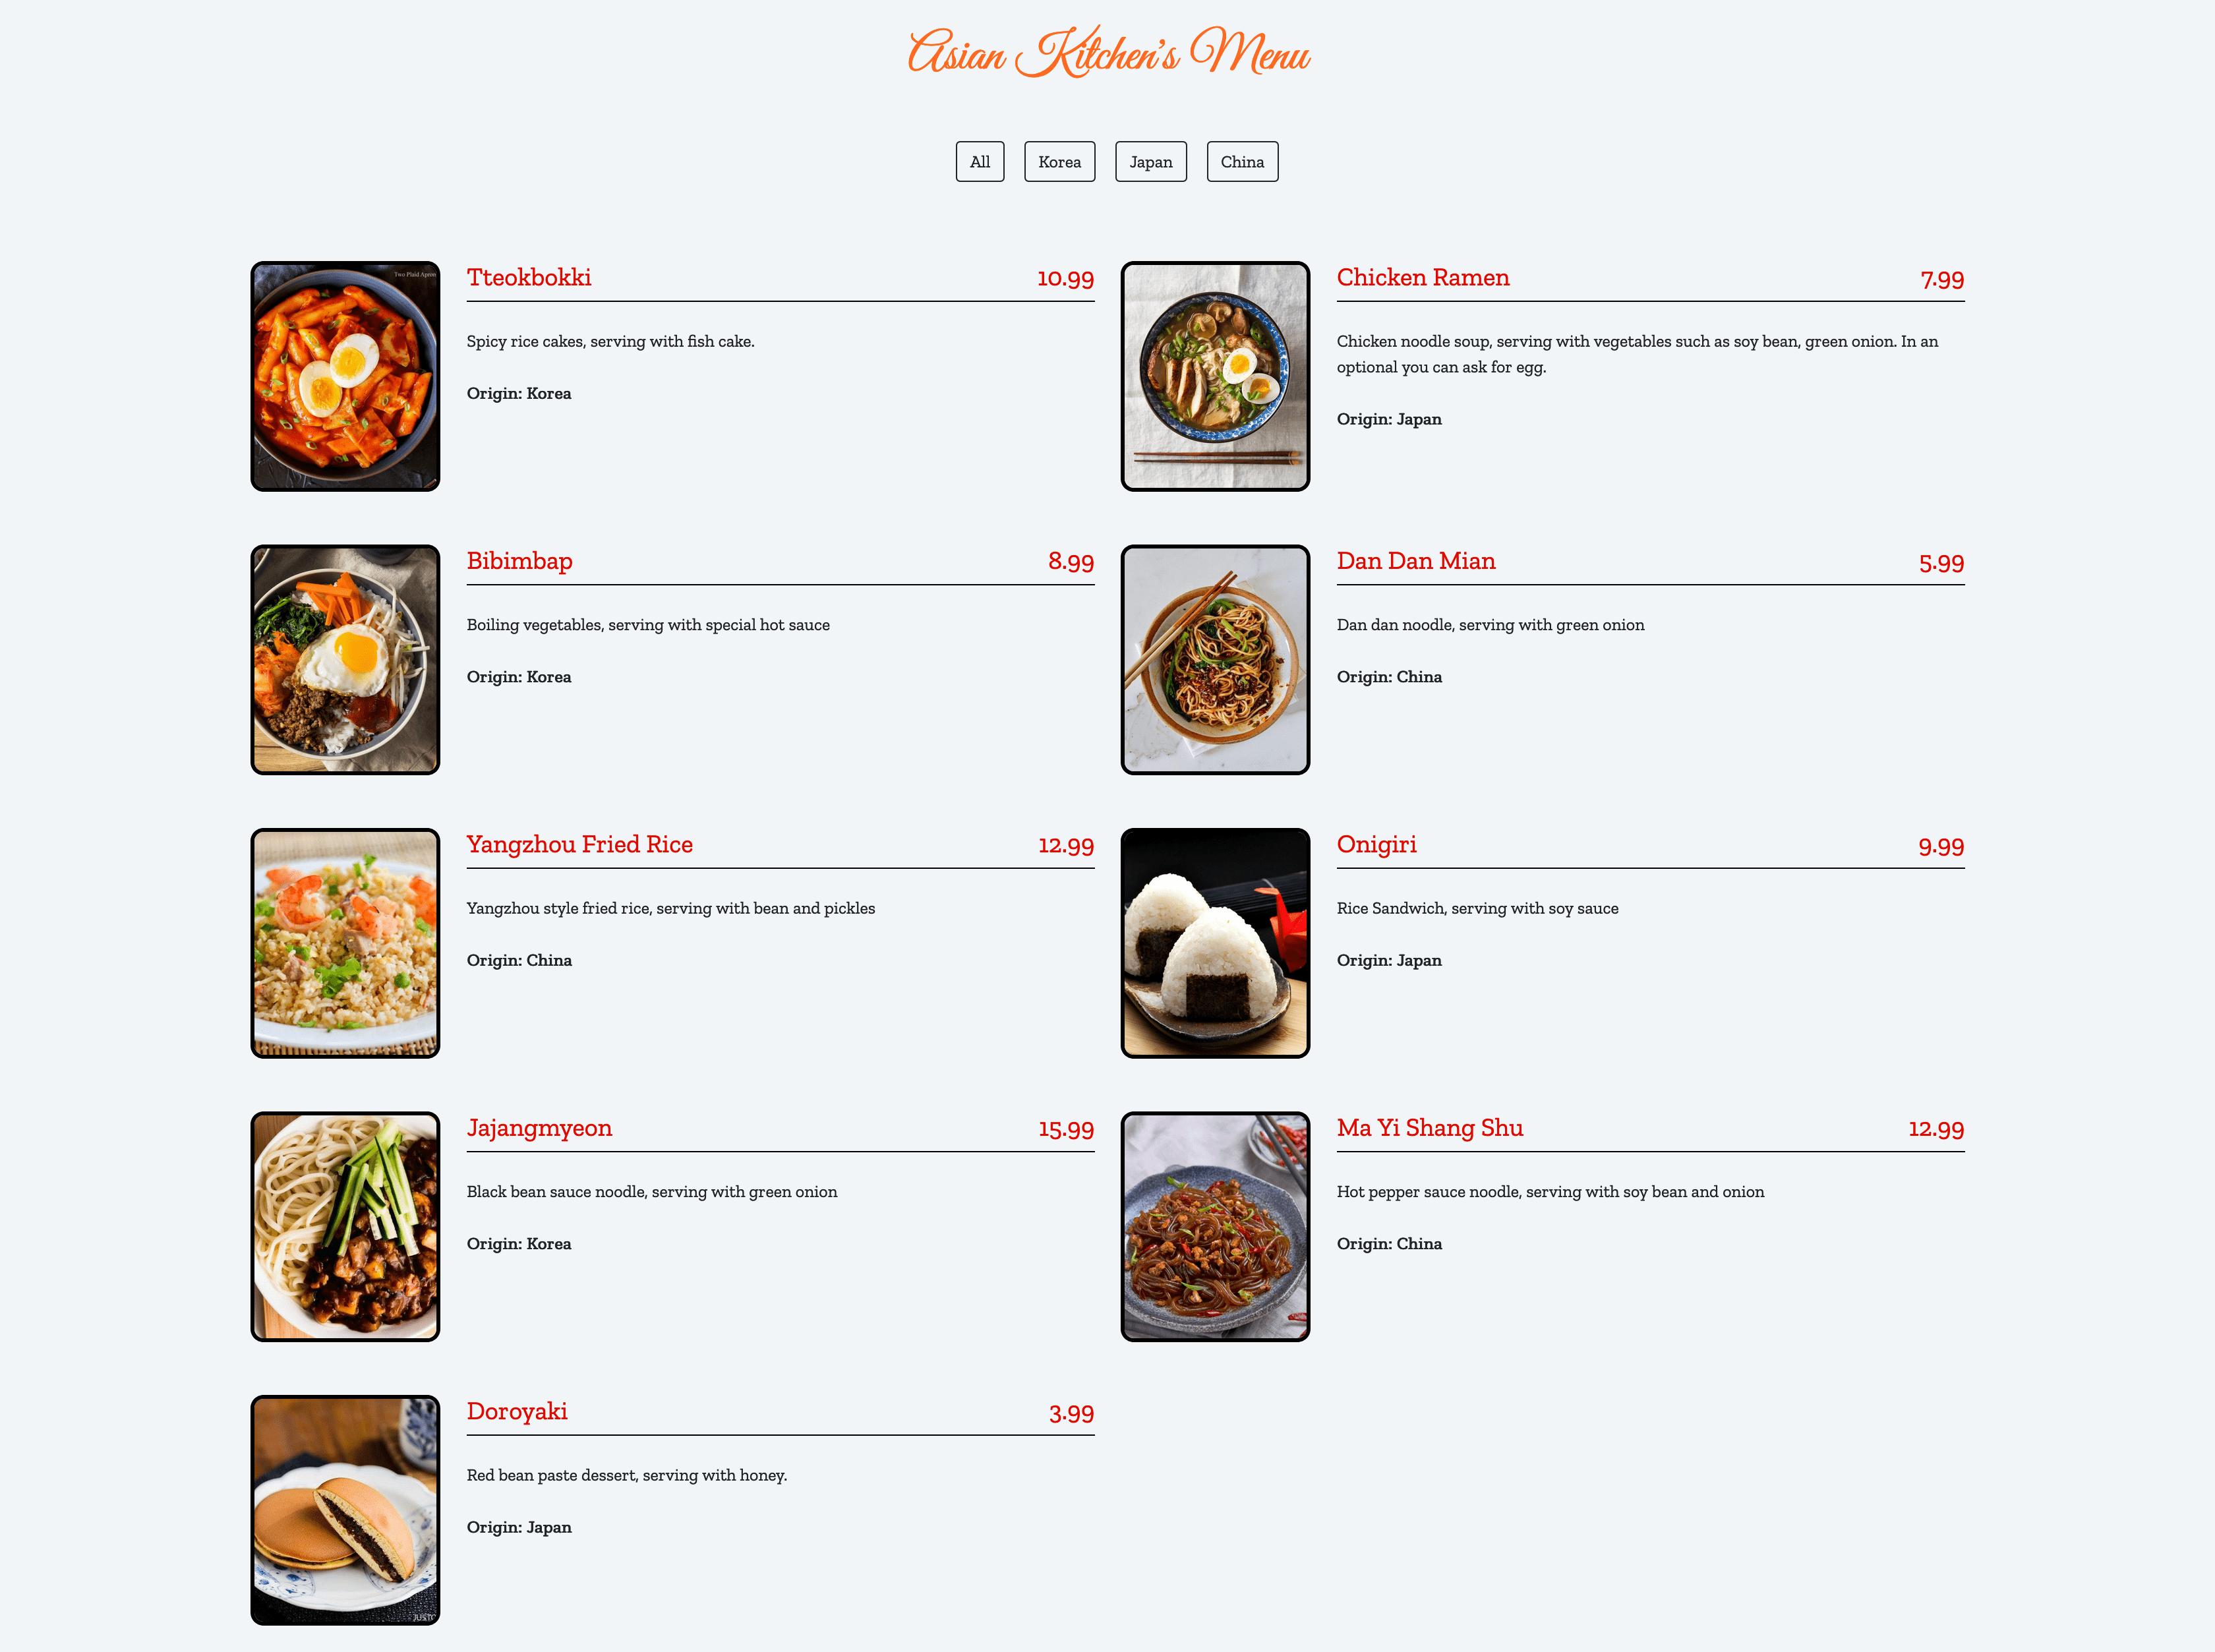 Asian Kitchen's Menu
All
Korea
Japan
China
Two Plaid Apron
Tteokbokki
10.99
Spicy rice cakes, serving with fish cake.
Origin: Korea
Chicken Ramen
7.99
Chicken noodle soup, serving with vegetables such as soy bean, green onion. In an
optional you can ask for egg.
Origin: Japan
Bibimbap
8.99
Boiling vegetables, serving with special hot sauce
Origin: Korea
Dan Dan Mian
5.99
Dan dan noodle, serving with green onion
Origin: China
Yangzhou Fried Rice
12.99
Yangzhou style fried rice, serving with bean and pickles
Origin: China
Onigiri
9.99
Rice Sandwich, serving with soy sauce
Origin: Japan
Jajangmyeon
15.99
Black bean sauce noodle, serving with green onion
Origin: Korea
Ma Yi Shang Shu
12.99
Hot pepper sauce noodle, serving with soy bean and onion
Origin: China
Doroyaki
3.99
Red bean paste dessert, serving with honey.
Origin: Japan